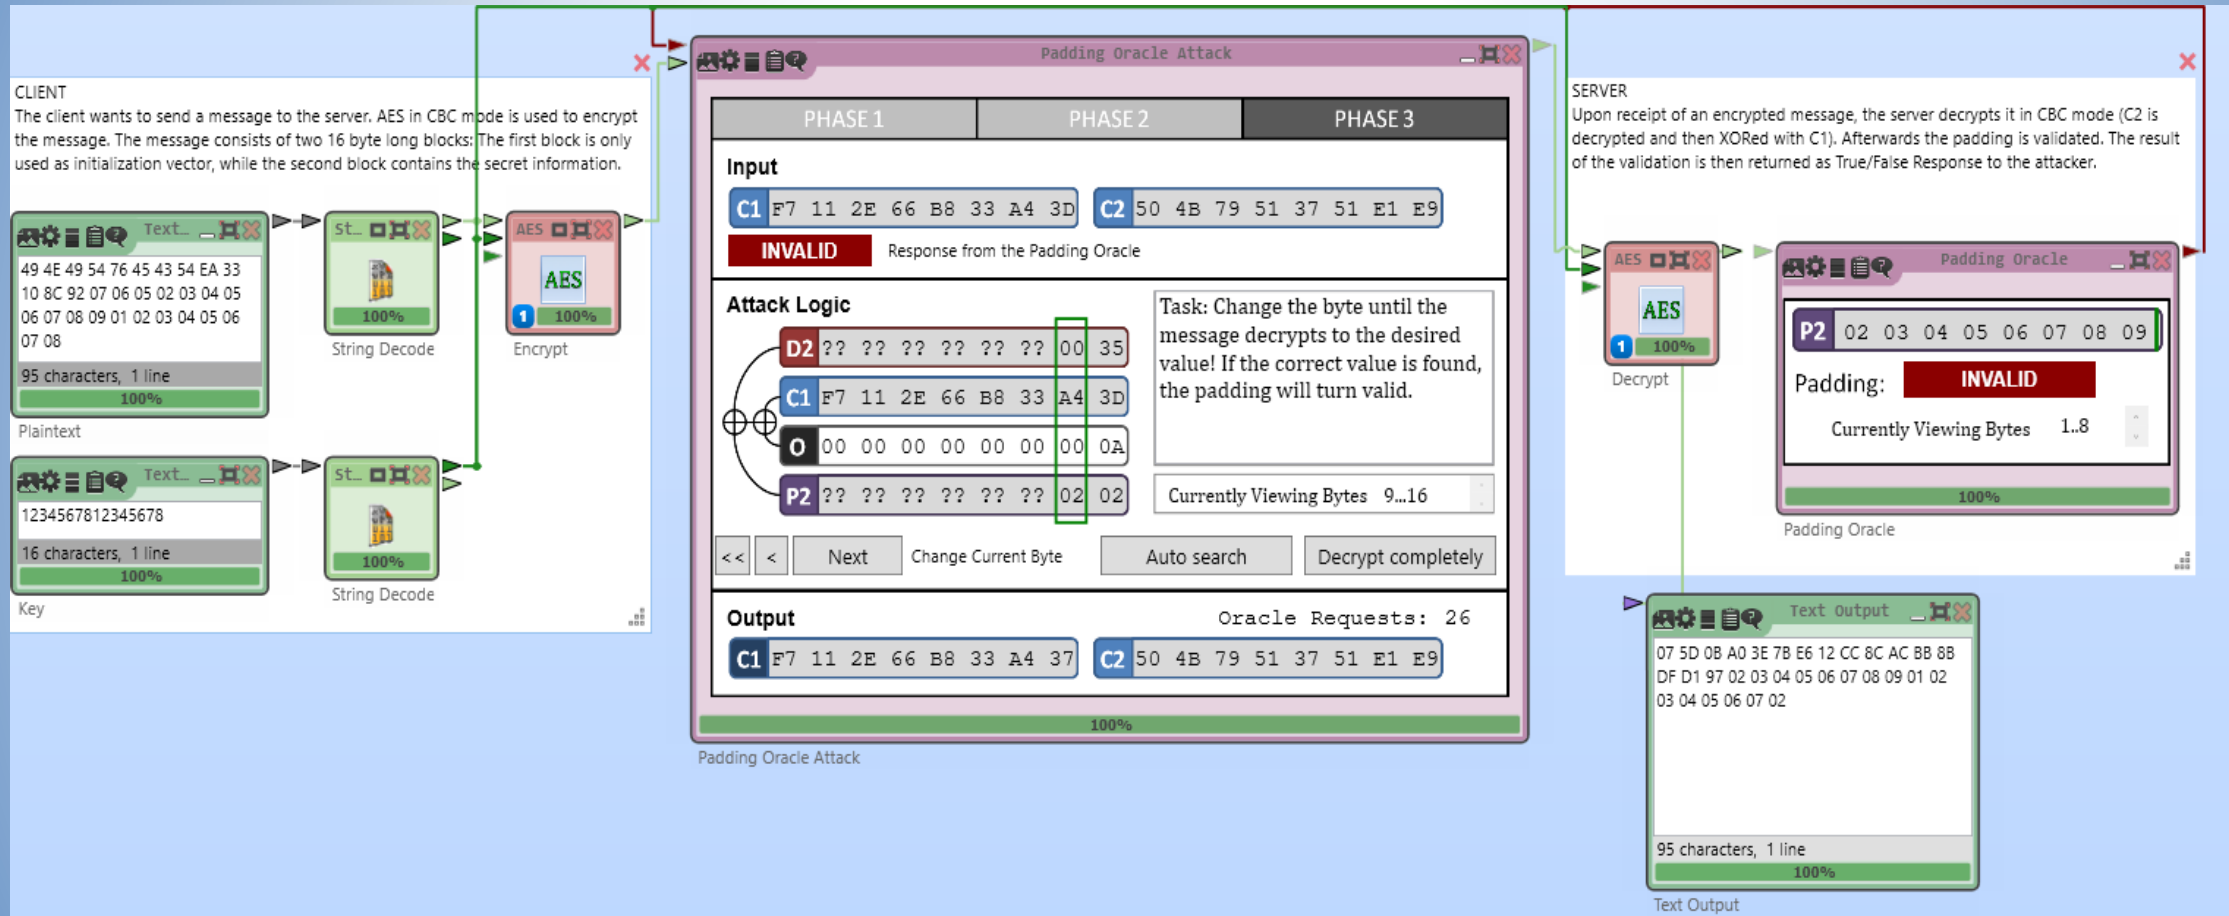 CLIENT
The client wants to send a message to the server. AES in CBC mode is used to encrypt
the message. The message consists of two 16 byte long blocks: The first block is only
used as initialization vector, while the second block contains the secret information.
Text...
49 4E 49 54 76 45 43 54 EA 33
10 8C 92 07 06 05 02 03 04 05
06 07 08 09 01 02 03 04 05 06
07 08
95 characters, 1 line
100%
Plaintext
St...
100%
String Decode
AES
AES
1 100%
Encrypt
Text...
1234567812345678
16 characters, 1 line
100%
Key
St...
100%
String Decode
Padding Oracle Attack
PHASE 1 PHASE 2 PHASE 3
Input
C1 F7 11 2E 66 B8 33 A4 3D C2 50 4B 79 51 37 51 E1 E9
INVALID Response from the Padding Oracle
Attack Logic
D2 ?? ?? ?? ?? ?? ?? 00 35
C1 F7 11 2E 66 B8 33 A4 3D
O 00 00 00 00 00 00 00 0A
P2 ?? ?? ?? ?? ?? ?? 02 02
Task: Change the byte until the
message decrypts to the desired
value! If the correct value is found,
the padding will turn valid.
Currently Viewing Bytes 9...16
<< < Next Change Current Byte Auto search Decrypt completely
Output Oracle Requests: 26
C1 F7 11 2E 66 B8 33 A4 37 C2 50 4B 79 51 37 51 E1 E9
100%
Padding Oracle Attack
SERVER
Upon receipt of an encrypted message, the server decrypts it in CBC mode (C2 is
decrypted and then XORed with C1). Afterwards the padding is validated. The result
of the validation is then returned as True/False Response to the attacker.
AES
AES
1 100%
Decrypt
Padding Oracle
P2 02 03 04 05 06 07 08 09
Padding: INVALID
Currently Viewing Bytes 1..8
100%
Padding Oracle
Text Output
07 5D 0B A0 3E 7B E6 12 CC 8C AC BB 8B
DF D1 97 02 03 04 05 06 07 08 09 01 02
03 04 05 06 07 02
95 characters, 1 line
100%
Text Output